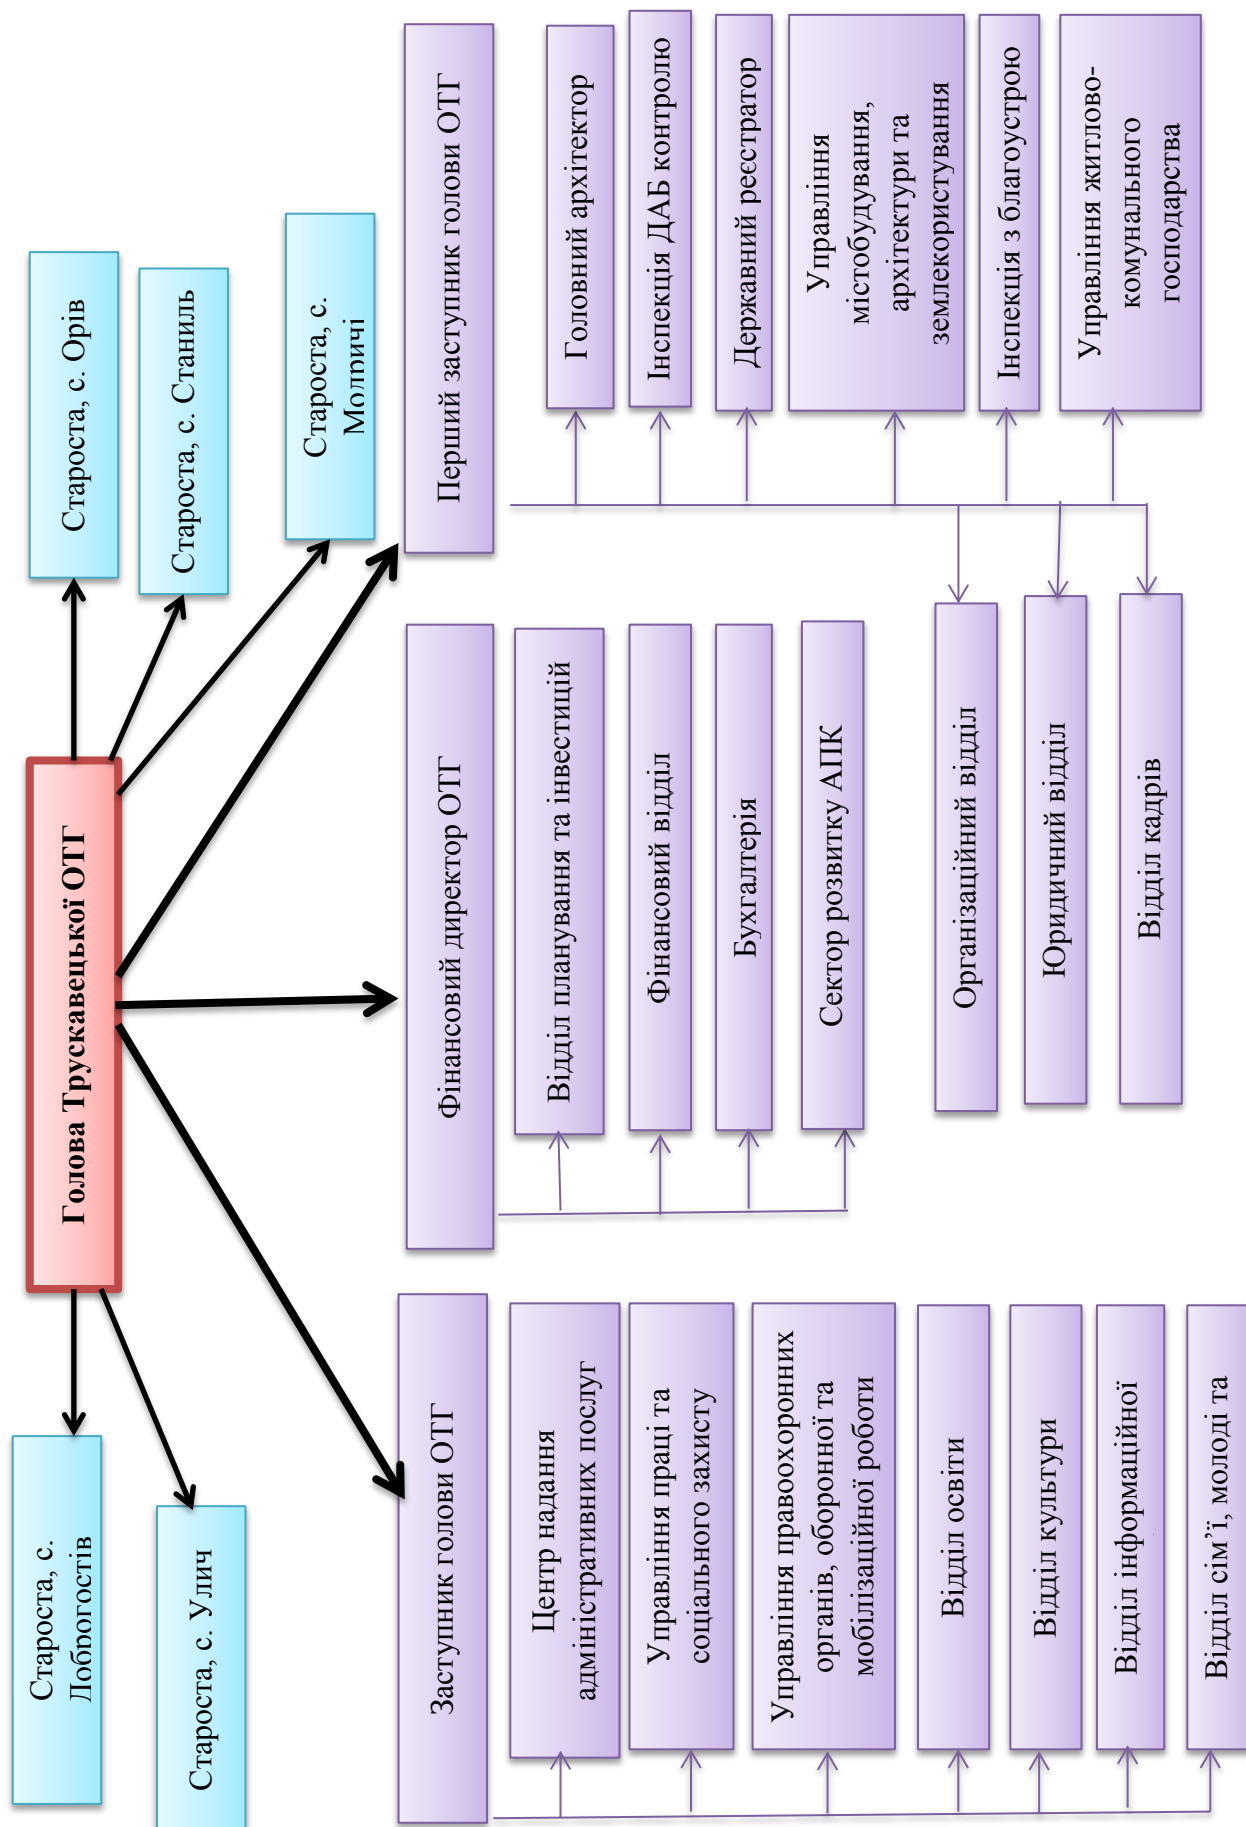 Голова Трускавецької ОТГ
Староста, с.
Доброгостів
Староста, с. Улич
Староста, с. Орів
Староста, с. Станиль
Староста, с.
Модричі
Заступник голови ОТГ
Фінансовий директор ОТГ
Перший заступник голови ОТГ
Центр надання
адміністративних послуг
Управління праці та
соціального захисту
Управління правоохоронних
органів, оборонної та
мобілізаційної роботи
Відділ освіти
Відділ культури
Відділ інформаційної
Відділ сім’ї, молоді та
Відділ планування та інвестицій
Фінансовий відділ
Бухгалтерія
Сектор розвитку АПК
Головний архітектор
Інспекція ДАБ контролю
Державний реєстратор
Управління
містобудування,
архітектури та
землекористування
Інспекція з благоустрою
Управління житлово-
комунального
господарства
Організаційний відділ
Юридичний відділ
Відділ кадрів